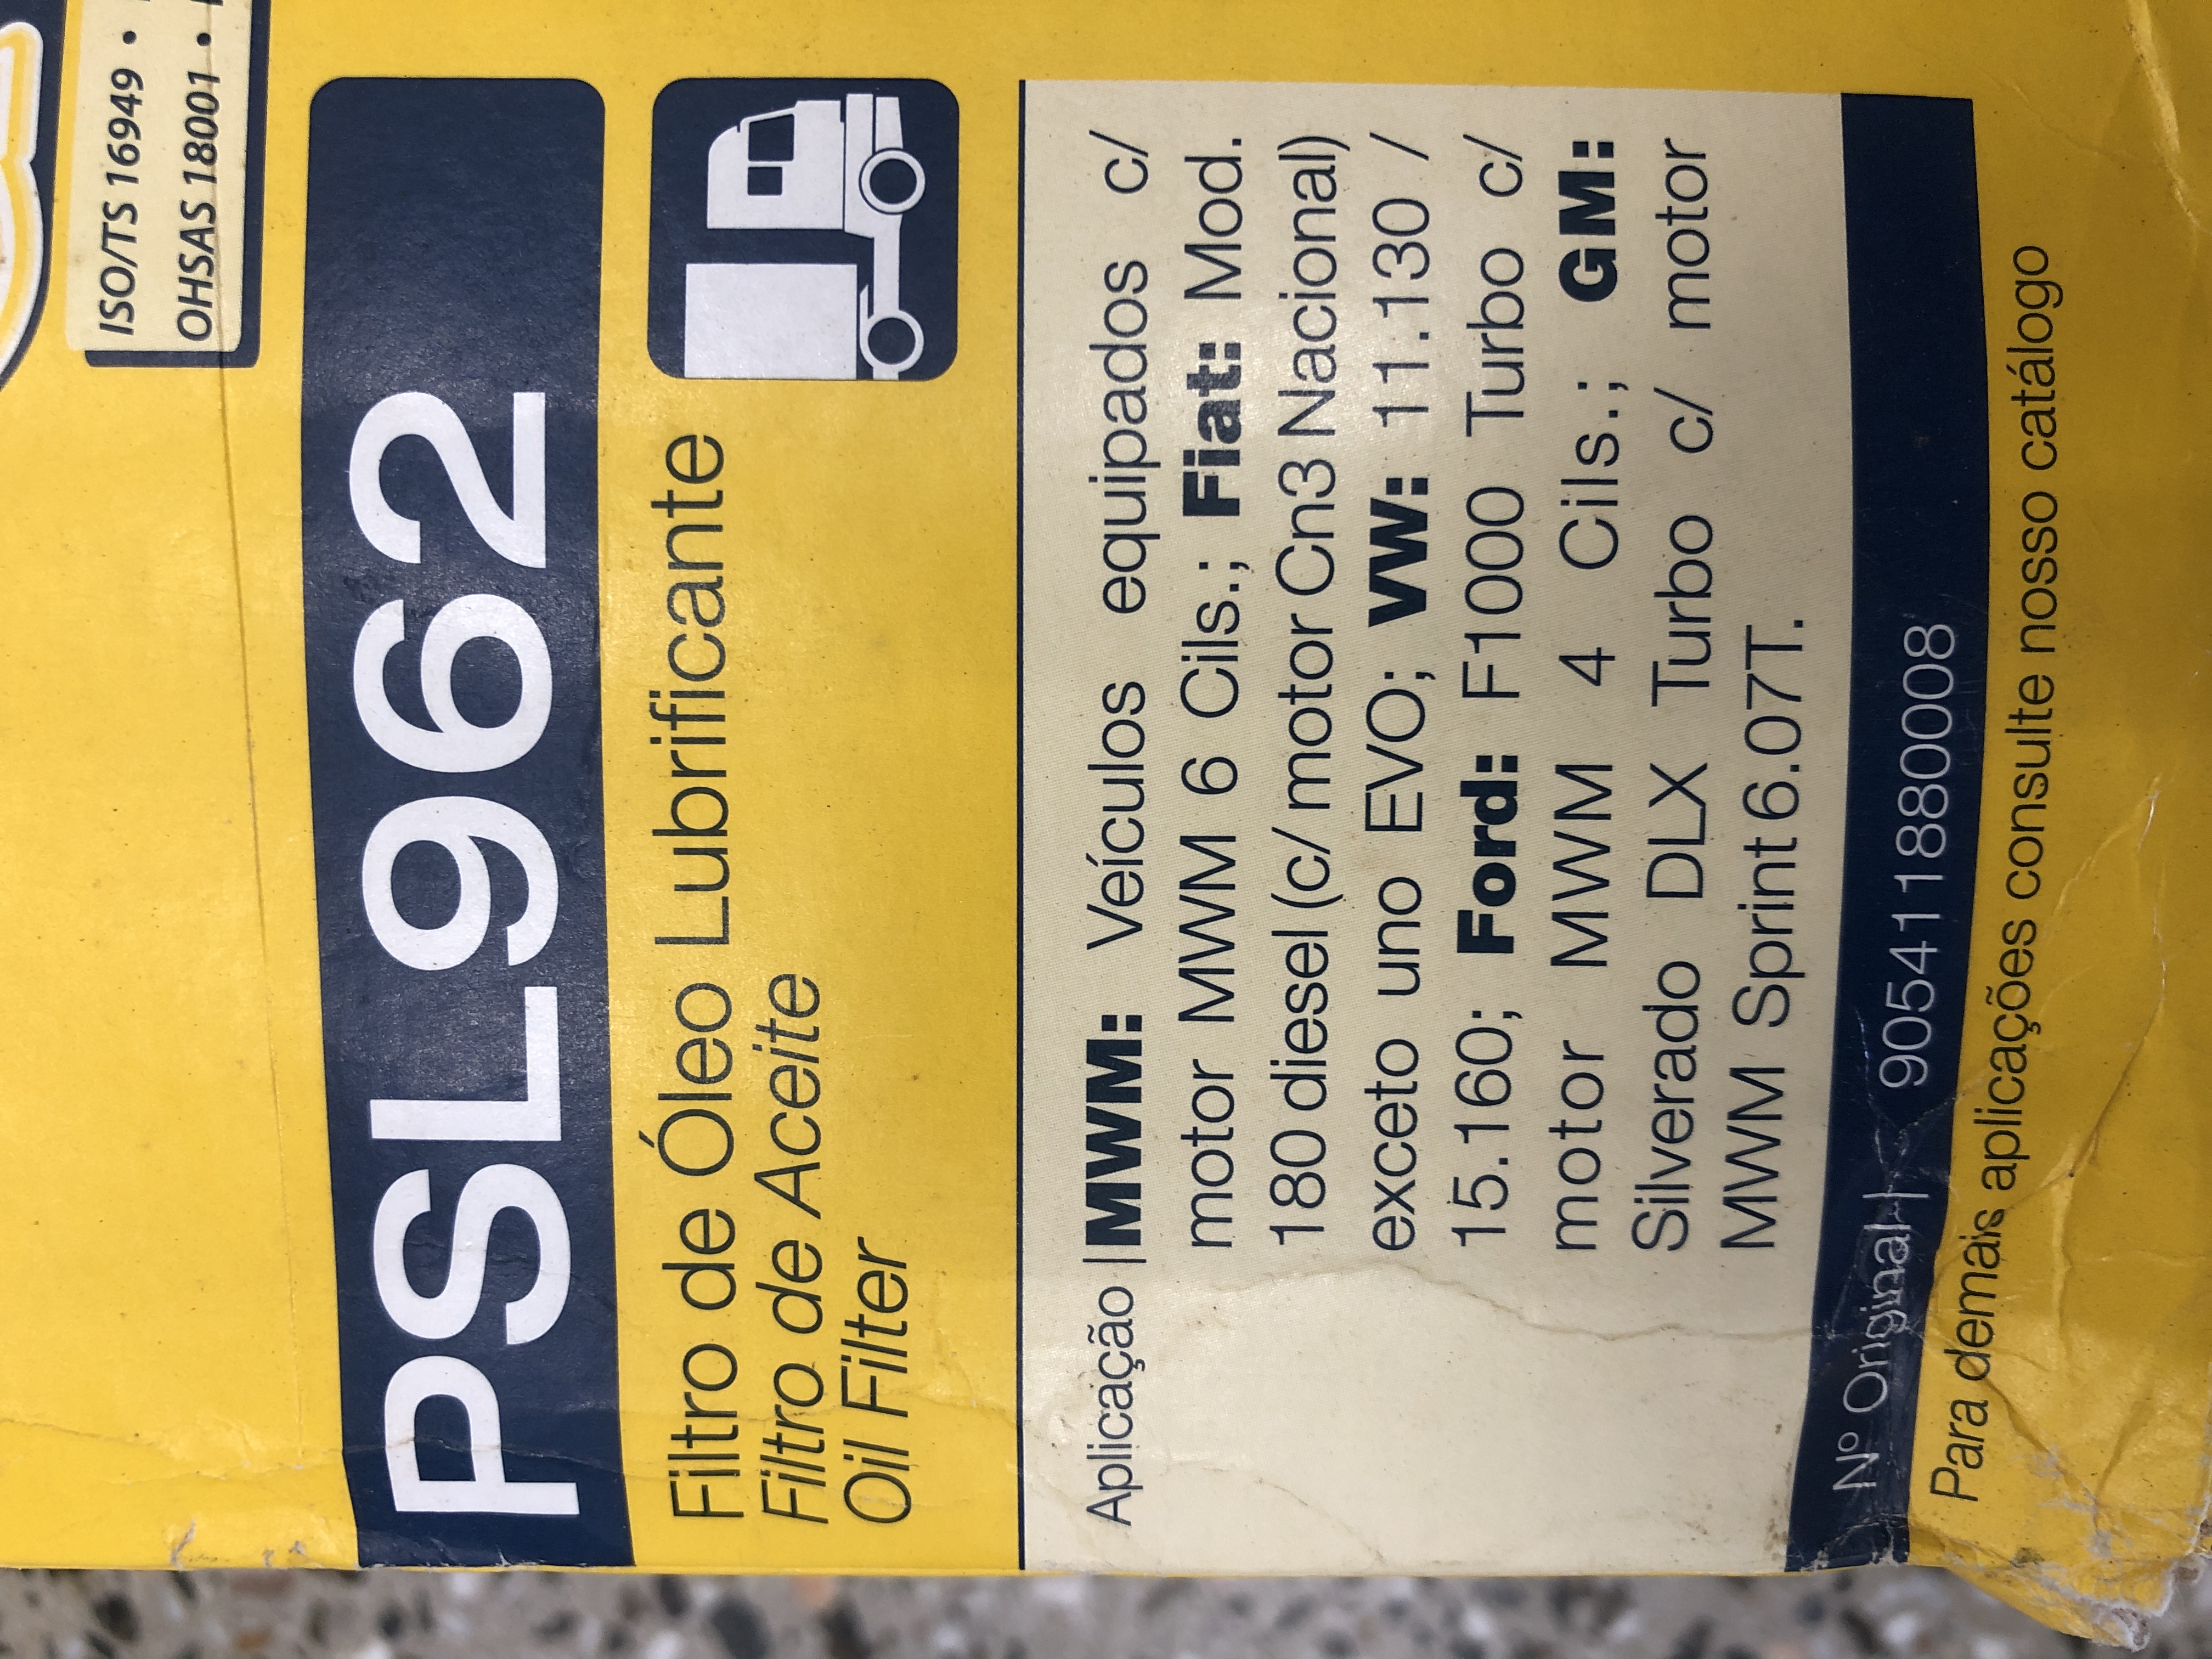 ISO/TS 16949 •
OHSAS 18001 •
PSL962
Filtro de Óleo Lubrificante
Filtro de Aceite
Oil Filter
Aplicação | MWM: Veículos equipados c/
motor MWM 6 Cils.; Fiat: Mod.
180 diesel (c/ motor Cn3 Nacional)
exceto uno EVO; VW: 11.130 /
15.160; Ford: F1000 Turbo c/
motor MWM 4 Cils.; GM:
Silverado DLX Turbo c/ motor
MWM Sprint 6.07T.
Nº Original | 905411880008
Para demais aplicações consulte nosso catálogo